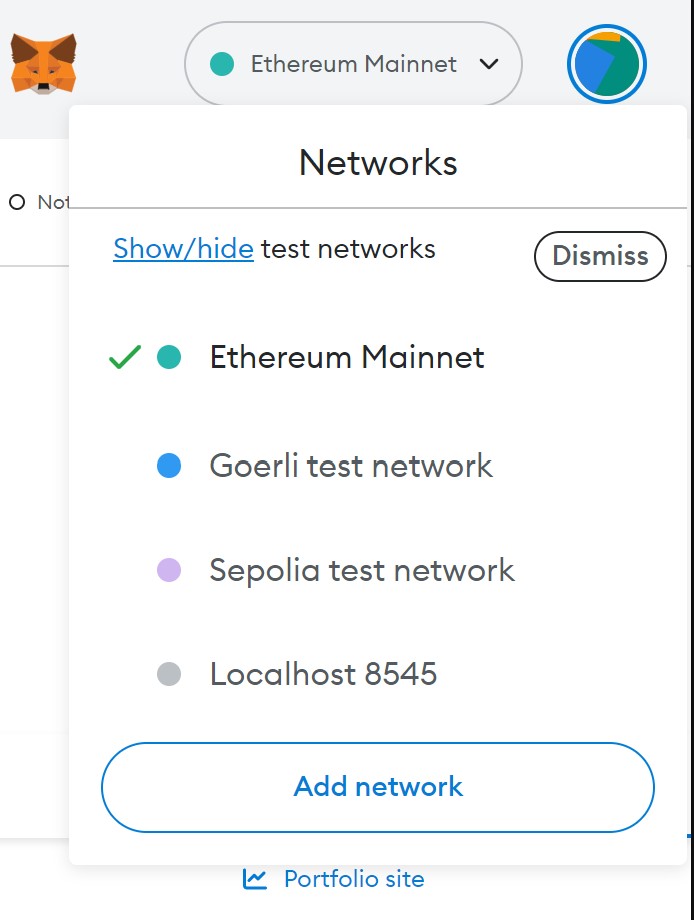 Ethereum Mainnet
Networks
Not
Show/hide test networks
Dismiss
Ethereum Mainnet
Goerli test network
Sepolia test network
Localhost 8545
Add network
Portfolio site